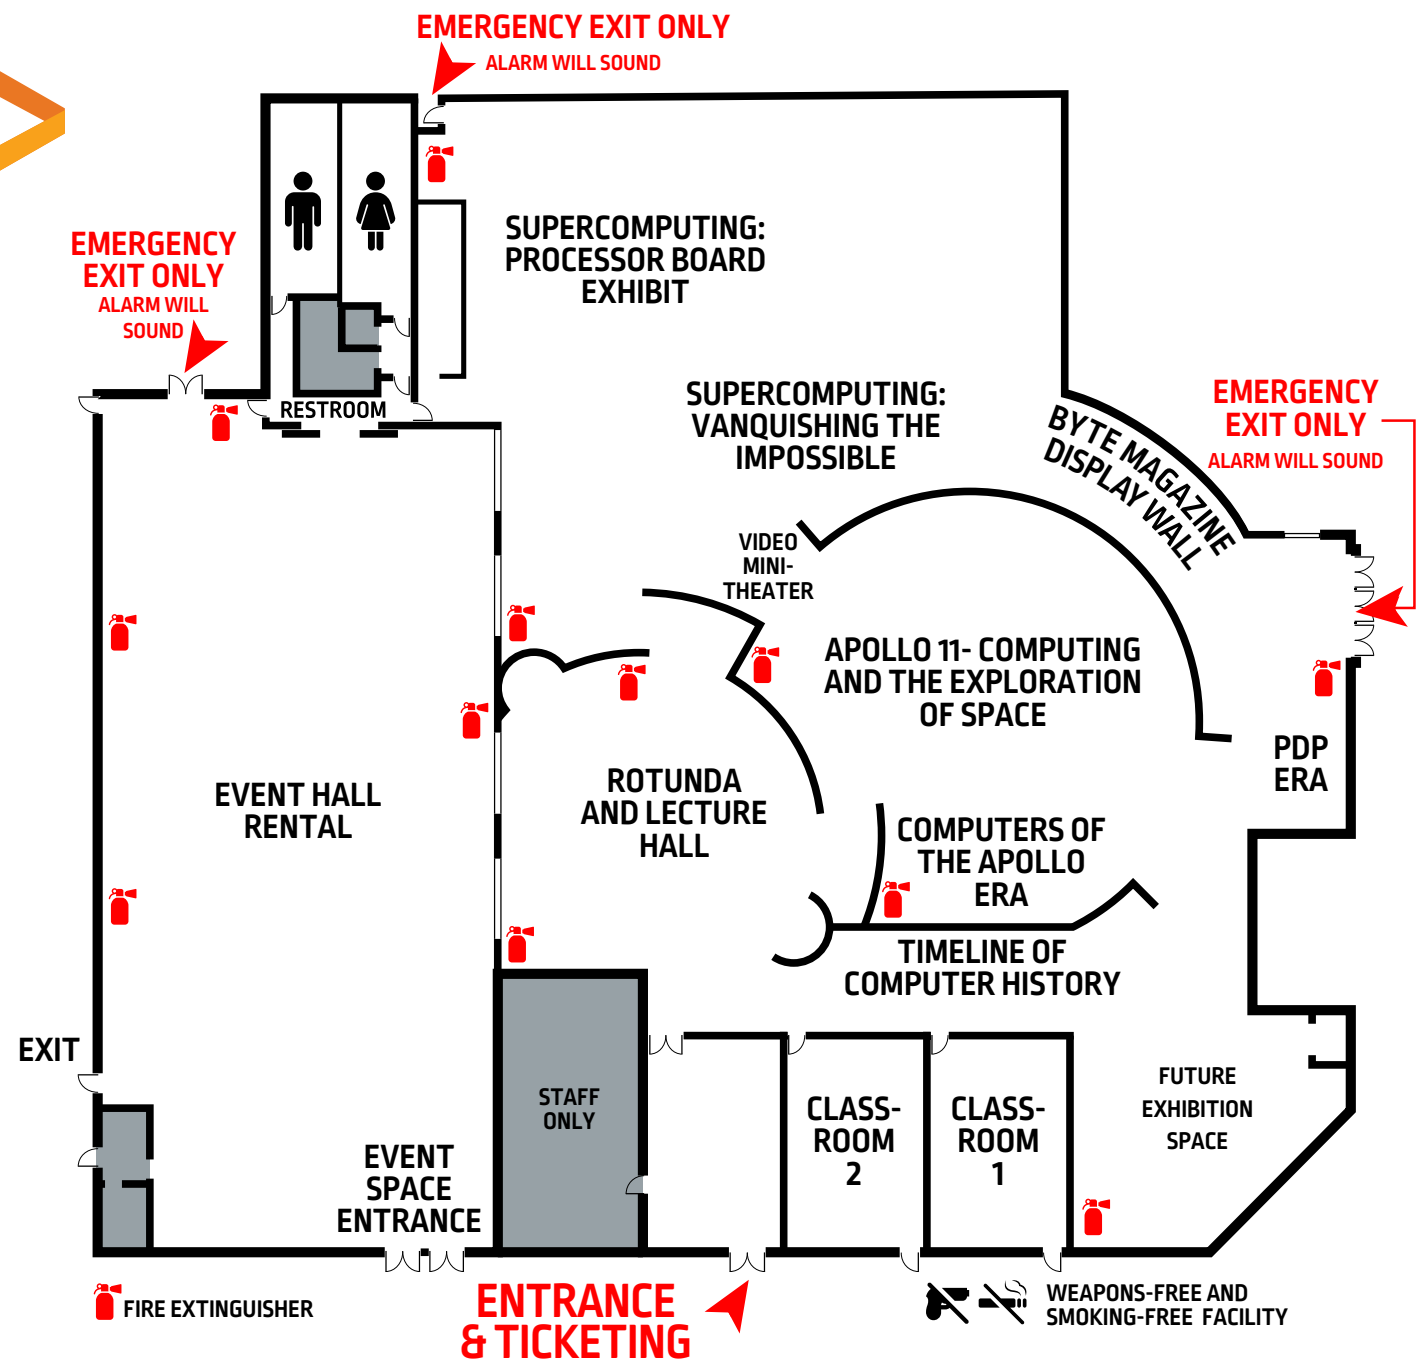 EMERGENCY EXIT ONLY
ALARM WILL SOUND
SUPERCOMPUTING:
PROCESSOR BOARD
EXHIBIT
EMERGENCY
EXIT ONLY
ALARM WILL
SOUND
RESTROOM
SUPERCOMPUTING:
VANQUISHING THE
IMPOSSIBLE
BYTE MAGAZINE
DISPLAY WALL
EMERGENCY
EXIT ONLY
ALARM WILL SOUND
VIDEO
MINI-
THEATER
APOLLO 11- COMPUTING
AND THE EXPLORATION
OF SPACE
PDP
ERA
EVENT HALL
RENTAL
ROTUNDA
AND LECTURE
HALL
COMPUTERS OF
THE APOLLO
ERA
TIMELINE OF
COMPUTER HISTORY
EXIT
STAFF
ONLY
CLASS-
ROOM
2
CLASS-
ROOM
1
FUTURE
EXHIBITION
SPACE
EVENT
SPACE
ENTRANCE
FIRE EXTINGUISHER
ENTRANCE
& TICKETING
WEAPONS-FREE AND
SMOKING-FREE FACILITY